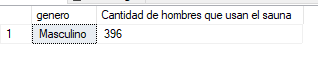 genero Cantidad de hombres que usan el sauna
1 Masculino 396